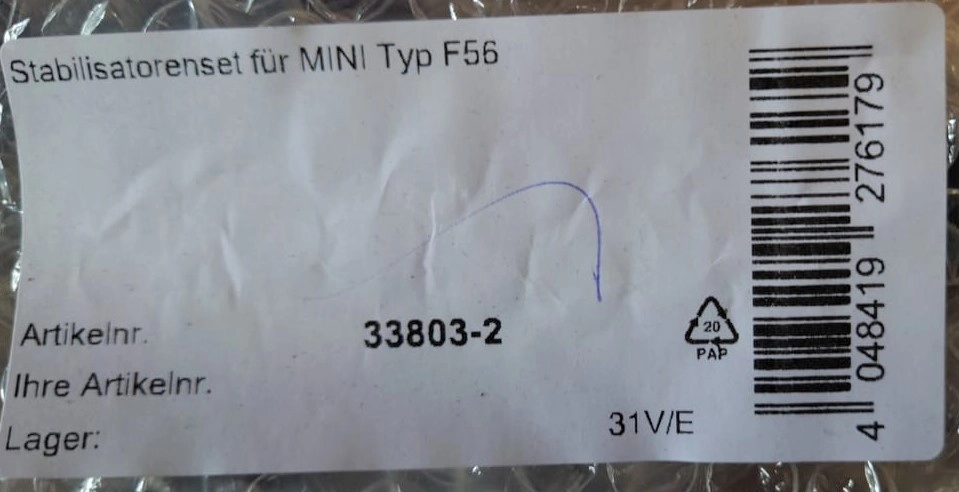 Stabilisatorenset für MINI Typ F56
Artikelnr. 33803-2
Ihre Artikelnr.
Lager:
31V/E
20
PAP
4 048419 276179